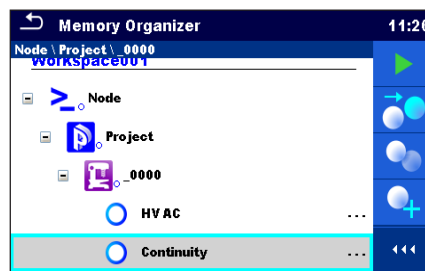 Memory Organizer
11:26
Node \ Project \ _0000
Workspace001
Node
Project
_0000
HV AC ...
Continuity ...